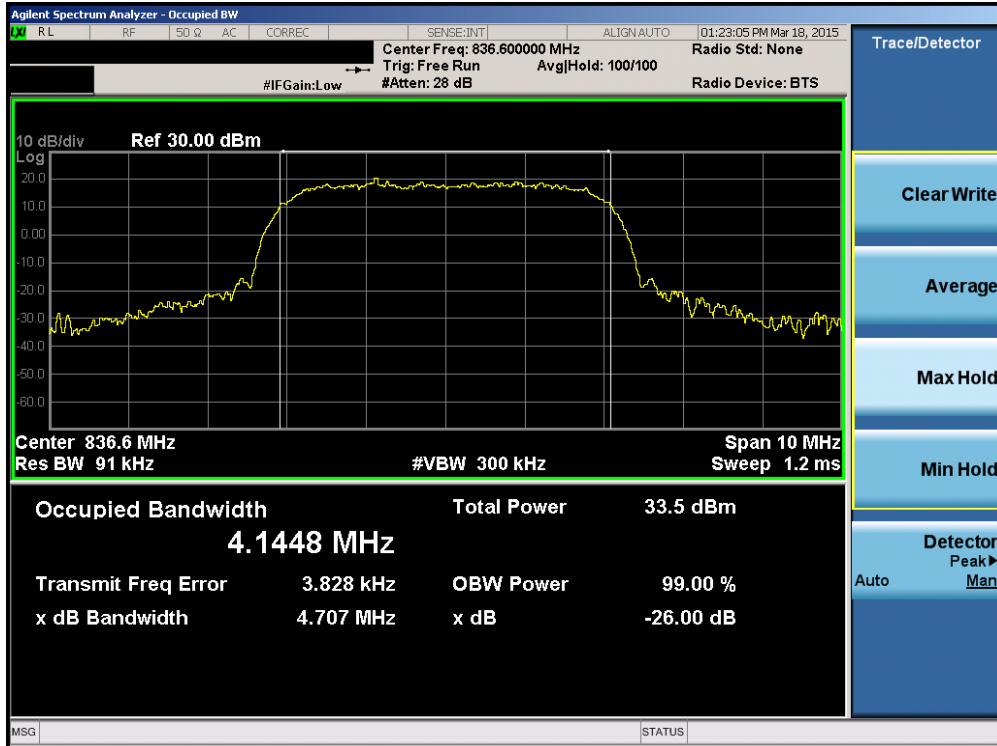 Agilent Spectrum Analyzer - Occupied BW
LXI RL RF 50 Ω AC CORREC SENSE:INT ALIGN AUTO 01:23:05 PM Mar 18, 2015
Center Freq: 836.600000 MHz Radio Std: None
Trig: Free Run Avg|Hold: 100/100
#IFGain:Low #Atten: 28 dB Radio Device: BTS
Trace/Detector
10 dB/div Ref 30.00 dBm
Log
20.0
10.0
0.00
-10.0
-20.0
-30.0
-40.0
-50.0
-60.0
Center 836.6 MHz Span 10 MHz
Res BW 91 kHz #VBW 300 kHz Sweep 1.2 ms
Clear Write
Average
Max Hold
Min Hold
Detector
Peak▶
Auto Man
Occupied Bandwidth Total Power 33.5 dBm
4.1448 MHz
Transmit Freq Error 3.828 kHz OBW Power 99.00 %
x dB Bandwidth 4.707 MHz x dB -26.00 dB
MSG STATUS